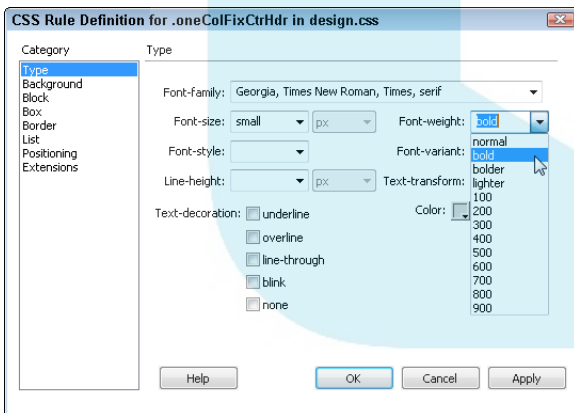 CSS Rule Definition for .oneColFixCtrHdr in design.css
Category
Type
Background
Block
Box
Border
List
Positioning
Extensions
Type
Font-family: Georgia, Times New Roman, Times, serif
Font-size: small px Font-weight: bold
Font-style: Font-variant:
Line-height: px Text-transform:
Text-decoration: underline Color:
overline
line-through
blink
none
normal
bold
bolder
lighter
100
200
300
400
500
600
700
800
900
Help OK Cancel Apply